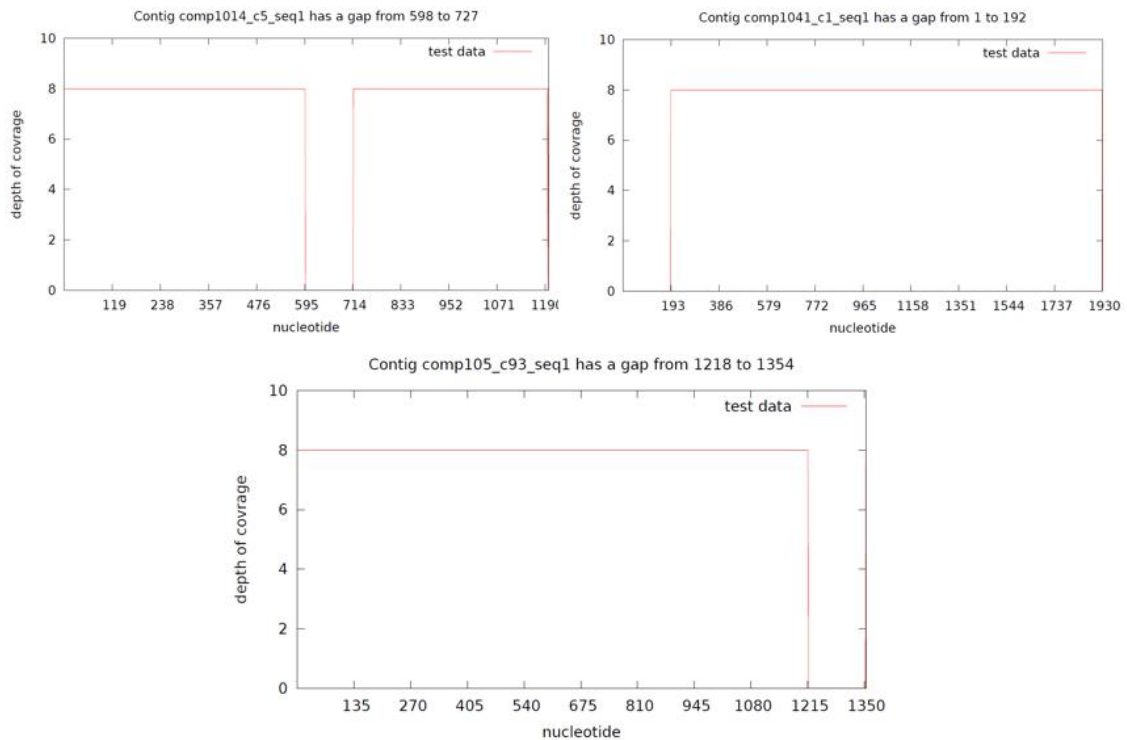 Contig comp1014_c5_seq1 has a gap from 598 to 727
10
8
6
4
2
0
depth of covrage
test data
119 238 357 476 595 714 833 952 1071 1190
nucleotide
Contig comp1041_c1_seq1 has a gap from 1 to 192
10
8
6
4
2
0
depth of covrage
test data
193 386 579 772 965 1158 1351 1544 1737 1930
nucleotide
Contig comp105_c93_seq1 has a gap from 1218 to 1354
10
8
6
4
2
0
depth of covrage
test data
135 270 405 540 675 810 945 1080 1215 1350
nucleotide